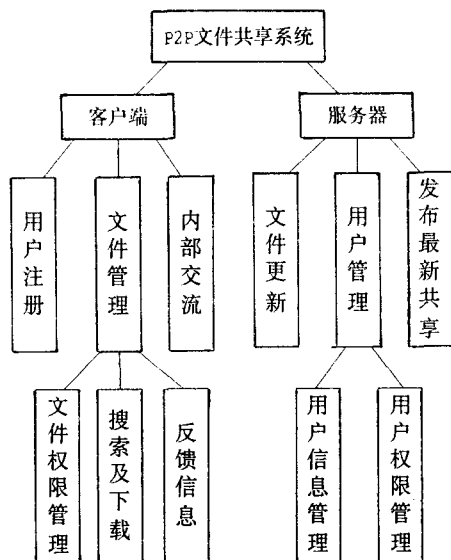 P2P文件共享系统
客户端
服务器
用户注册
文件管理
内部交流
文件更新
用户管理
发布最新共享
文件权限管理
搜索及下载
反馈信息
用户信息管理
用户权限管理